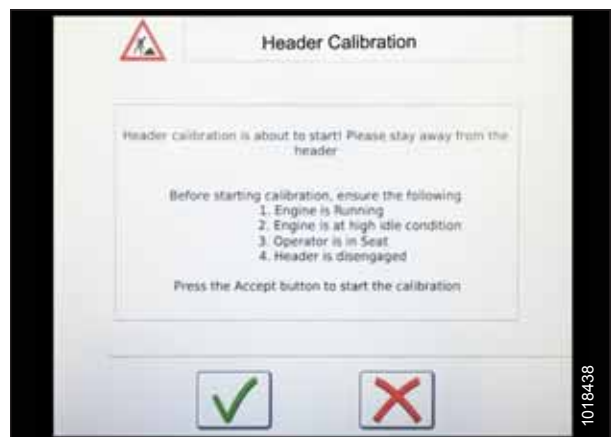 Header Calibration
Header calibration is about to start! Please stay away from the
header
Before starting calibration, ensure the following
1. Engine is Running
2. Engine is at high idle condition
3. Operator is in Seat
4. Header is disengaged
Press the Accept button to start the calibration
1018438